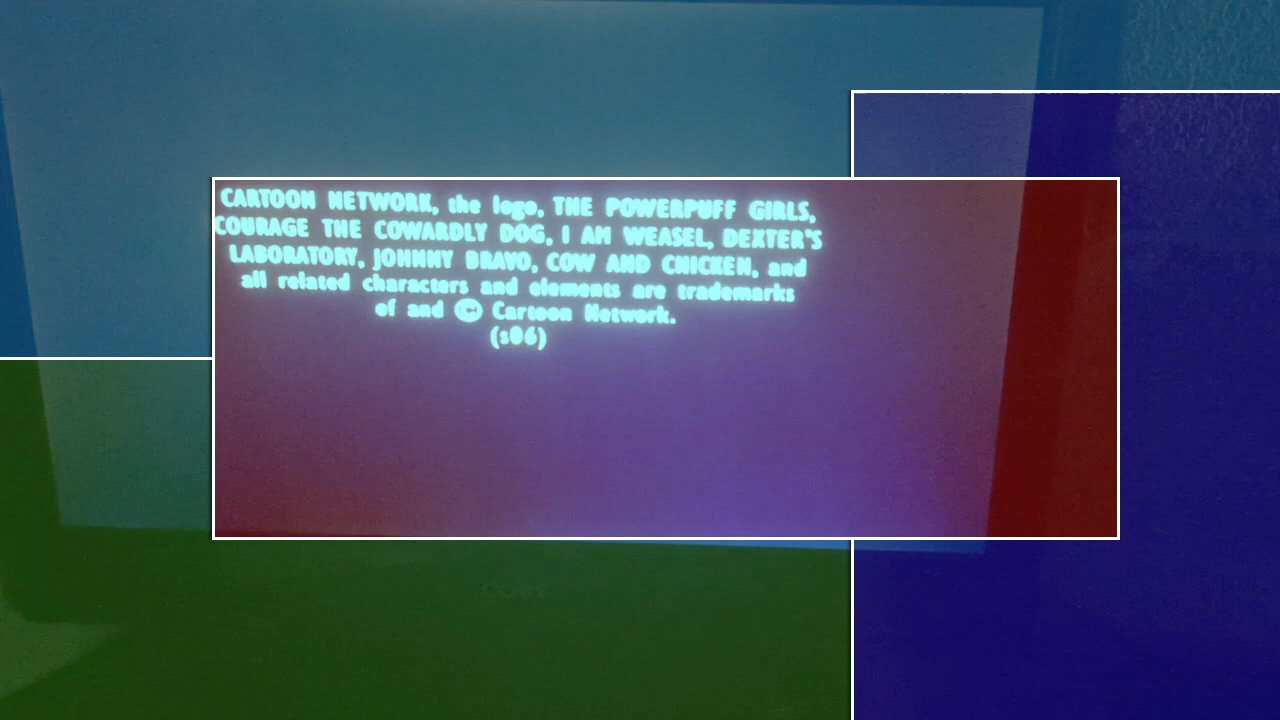 CARTOON NETWORK, the logo, THE POWERPUFF GIRLS,
COURAGE THE COWARDLY DOG, I AM WEASEL, DEXTER'S
LABORATORY, JOHNNY BRAVO, COW AND CHICKEN, and
all related characters and elements are trademarks
of and © Cartoon Network.
(s06)